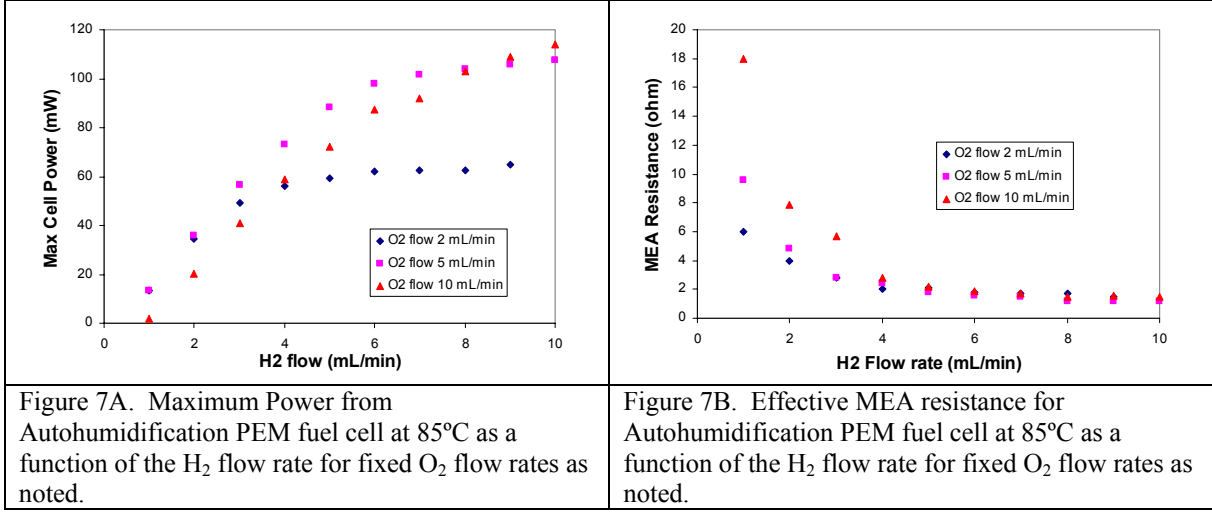 Max Cell Power (mW)
120
100
80
60
40
20
0
O2 flow 2 mL/min
O2 flow 5 mL/min
O2 flow 10 mL/min
0 2 4 6 8 10
H2 flow (mL/min)
MEA Resistance (ohm)
20
18
16
14
12
10
8
6
4
2
0
O2 flow 2 mL/min
O2 flow 5 mL/min
O2 flow 10 mL/min
0 2 4 6 8 10
H2 Flow rate (mL/min)
Figure 7A. Maximum Power from
Autohumidification PEM fuel cell at 85ºC as a
function of the H2 flow rate for fixed O2 flow rates as
noted.
Figure 7B. Effective MEA resistance for
Autohumidification PEM fuel cell at 85ºC as a
function of the H2 flow rate for fixed O2 flow rates as
noted.